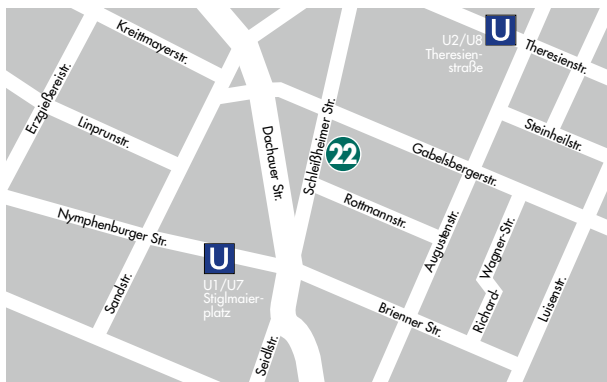 Kreittmayerstr.
U
U2/U8
Theresien-
straße
Theresienstr.
Erzgießereistr.
Linprunstr.
Dachauer Str.
Schleißheimer Str.
22
Gabelsbergerstr.
Steinheilstr.
Rottmannstr.
Nymphenburger Str.
U
U1/U7
Stiglmaier-
platz
Sandstr.
Seidlstr.
Brienner Str.
Augustenstr.
Richard-
Wagner-Str.
Luisenstr.